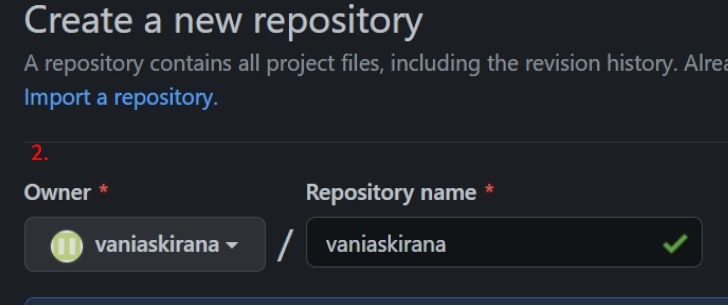 Create a new repository
A repository contains all project files, including the revision history. Alrea
Import a repository.
2.
Owner * Repository name *
vaniaskirana / vaniaskirana